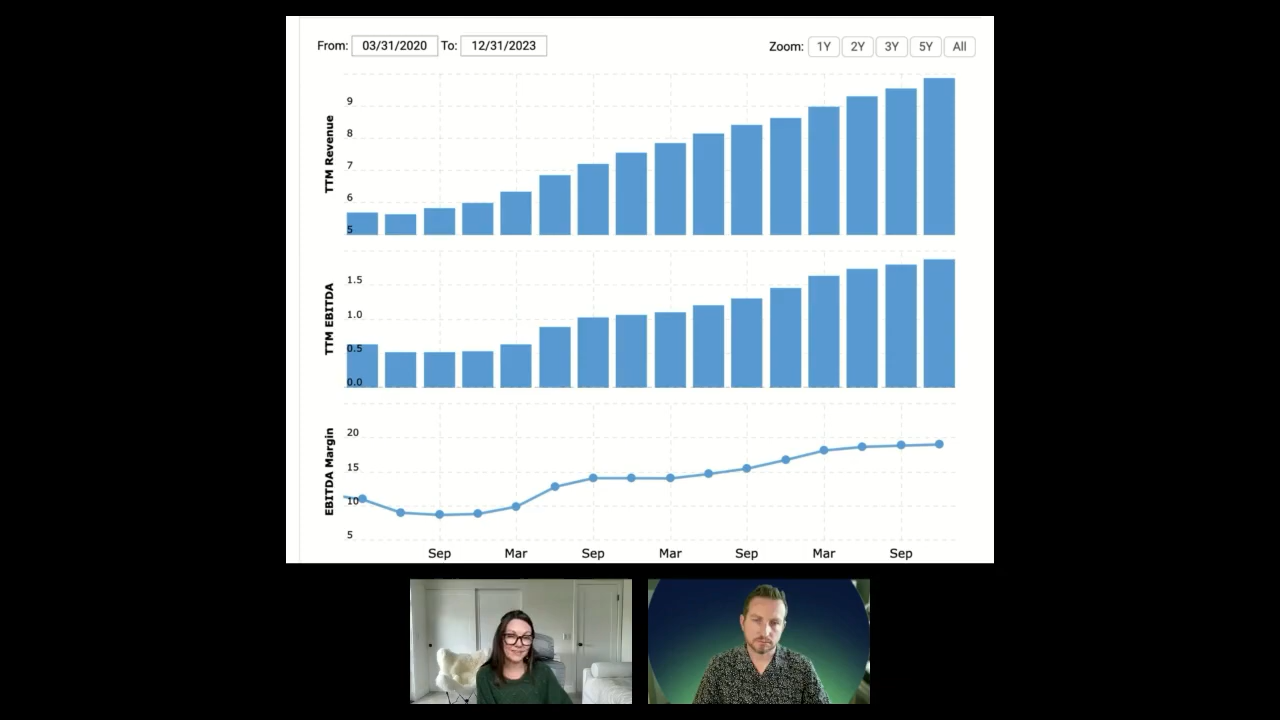 From: 03/31/2020 To: 12/31/2023
Zoom: 1Y 2Y 3Y 5Y All
TTM Revenue
9
8
7
6
5
TTM EBITDA
1.5
1.0
0.5
0.0
EBITDA Margin
20
15
10
5
Sep Mar Sep Mar Sep Mar Sep